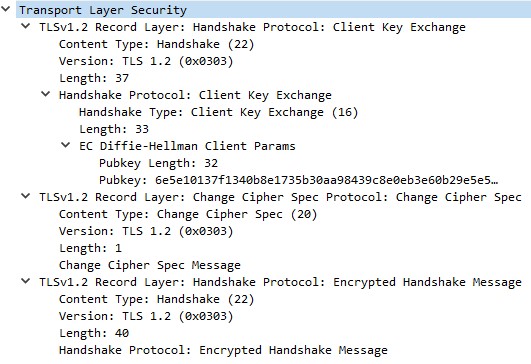 Transport Layer Security
TLSv1.2 Record Layer: Handshake Protocol: Client Key Exchange
Content Type: Handshake (22)
Version: TLS 1.2 (0x0303)
Length: 37
Handshake Protocol: Client Key Exchange
Handshake Type: Client Key Exchange (16)
Length: 33
EC Diffie-Hellman Client Params
Pubkey Length: 32
Pubkey: 6e5e10137f1340b8e1735b30aa98439c8e0eb3e60b29e5e5…
TLSv1.2 Record Layer: Change Cipher Spec Protocol: Change Cipher Spec
Content Type: Change Cipher Spec (20)
Version: TLS 1.2 (0x0303)
Length: 1
Change Cipher Spec Message
TLSv1.2 Record Layer: Handshake Protocol: Encrypted Handshake Message
Content Type: Handshake (22)
Version: TLS 1.2 (0x0303)
Length: 40
Handshake Protocol: Encrypted Handshake Message